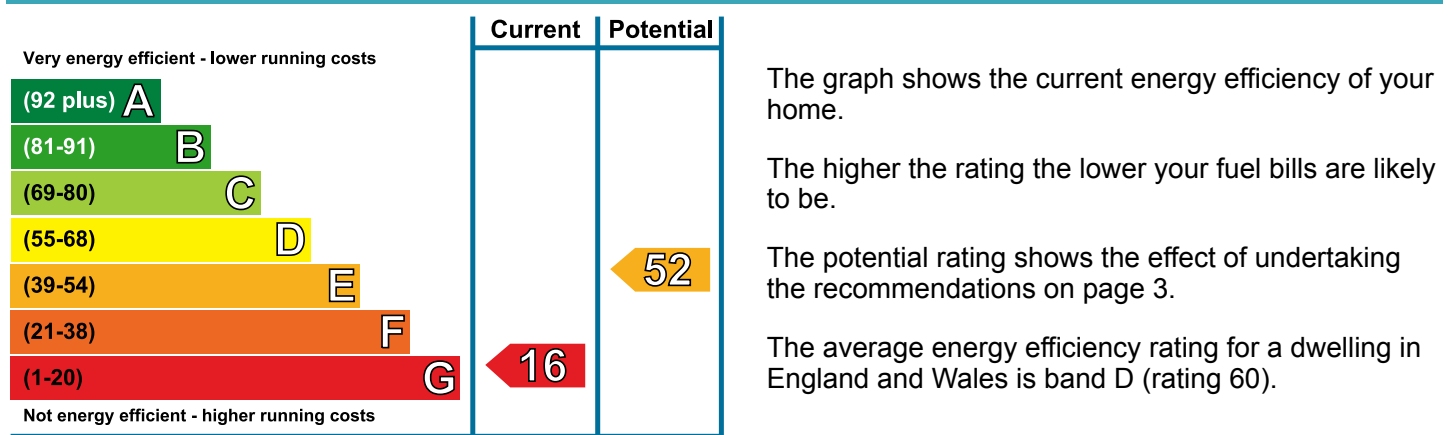 Current Potential
Very energy efficient - lower running costs
(92 plus) A
(81-91) B
(69-80) C
(55-68) D
(39-54) E
52
(21-38) F
(1-20) G
16
Not energy efficient - higher running costs
The graph shows the current energy efficiency of your
home.
The higher the rating the lower your fuel bills are likely
to be.
The potential rating shows the effect of undertaking
the recommendations on page 3.
The average energy efficiency rating for a dwelling in
England and Wales is band D (rating 60).